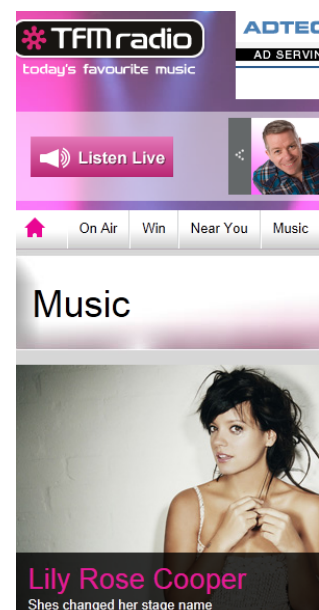 TFM radio
today's favourite music
ADTEC
AD SERVIN
Listen Live
On Air Win Near You Music
Music
Lily Rose Cooper
Shes changed her stage name